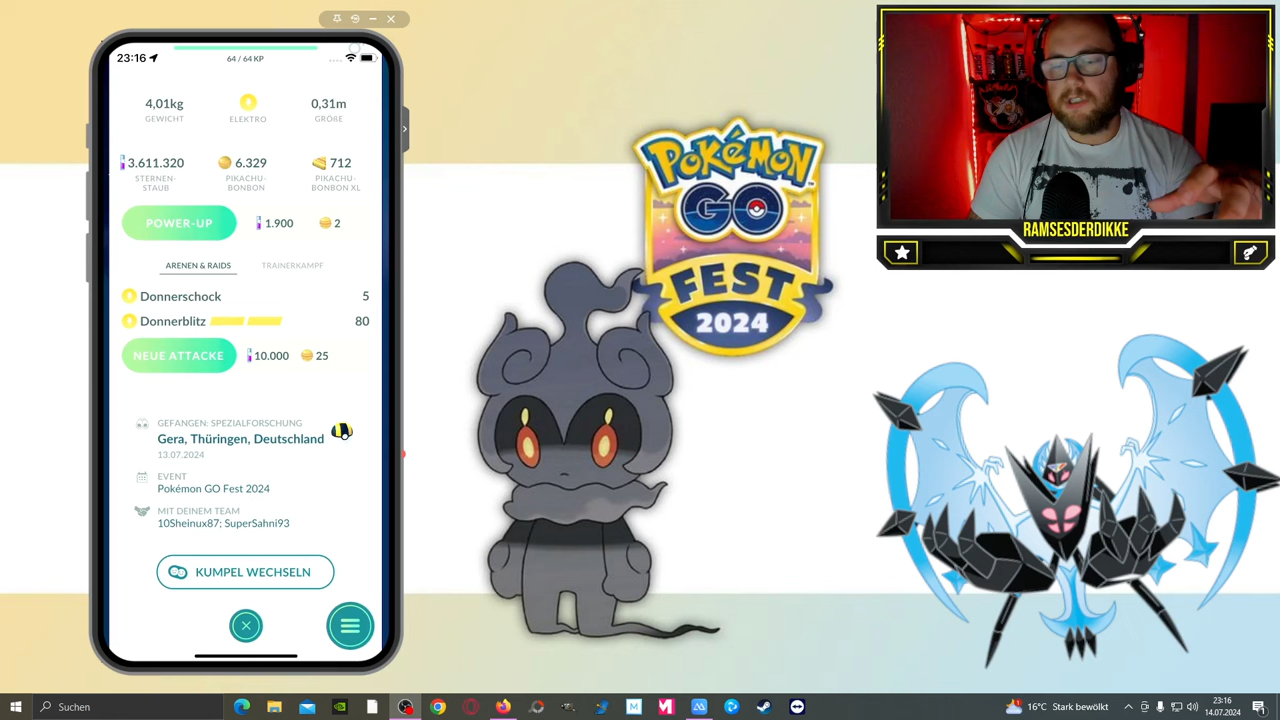 23:16
64 / 64 KP
4,01kg
GEWICHT
ELEKTRO
0,31m
GRÖßE
3.611.320
STERNEN-
STAUB
6.329
PIKACHU-
BONBON
712
PIKACHU-
BONBON XL
POWER-UP
1.900
2
ARENEN & RAIDS
TRAINERKAMPF
Donnerschock
5
Donnerblitz
80
NEUE ATTACKE
10.000
25
GEFANGEN: SPEZIALFORSCHUNG
Gera, Thüringen, Deutschland
13.07.2024
EVENT
Pokémon GO Fest 2024
MIT DEINEM TEAM
10Sheinux87; SuperSahni93
KUMPEL WECHSELN
POKÉMON
GO
FEST
2024
RAMSESDERDIKKE
Suchen
16°C Stark bewölkt
23:16
14.07.2024